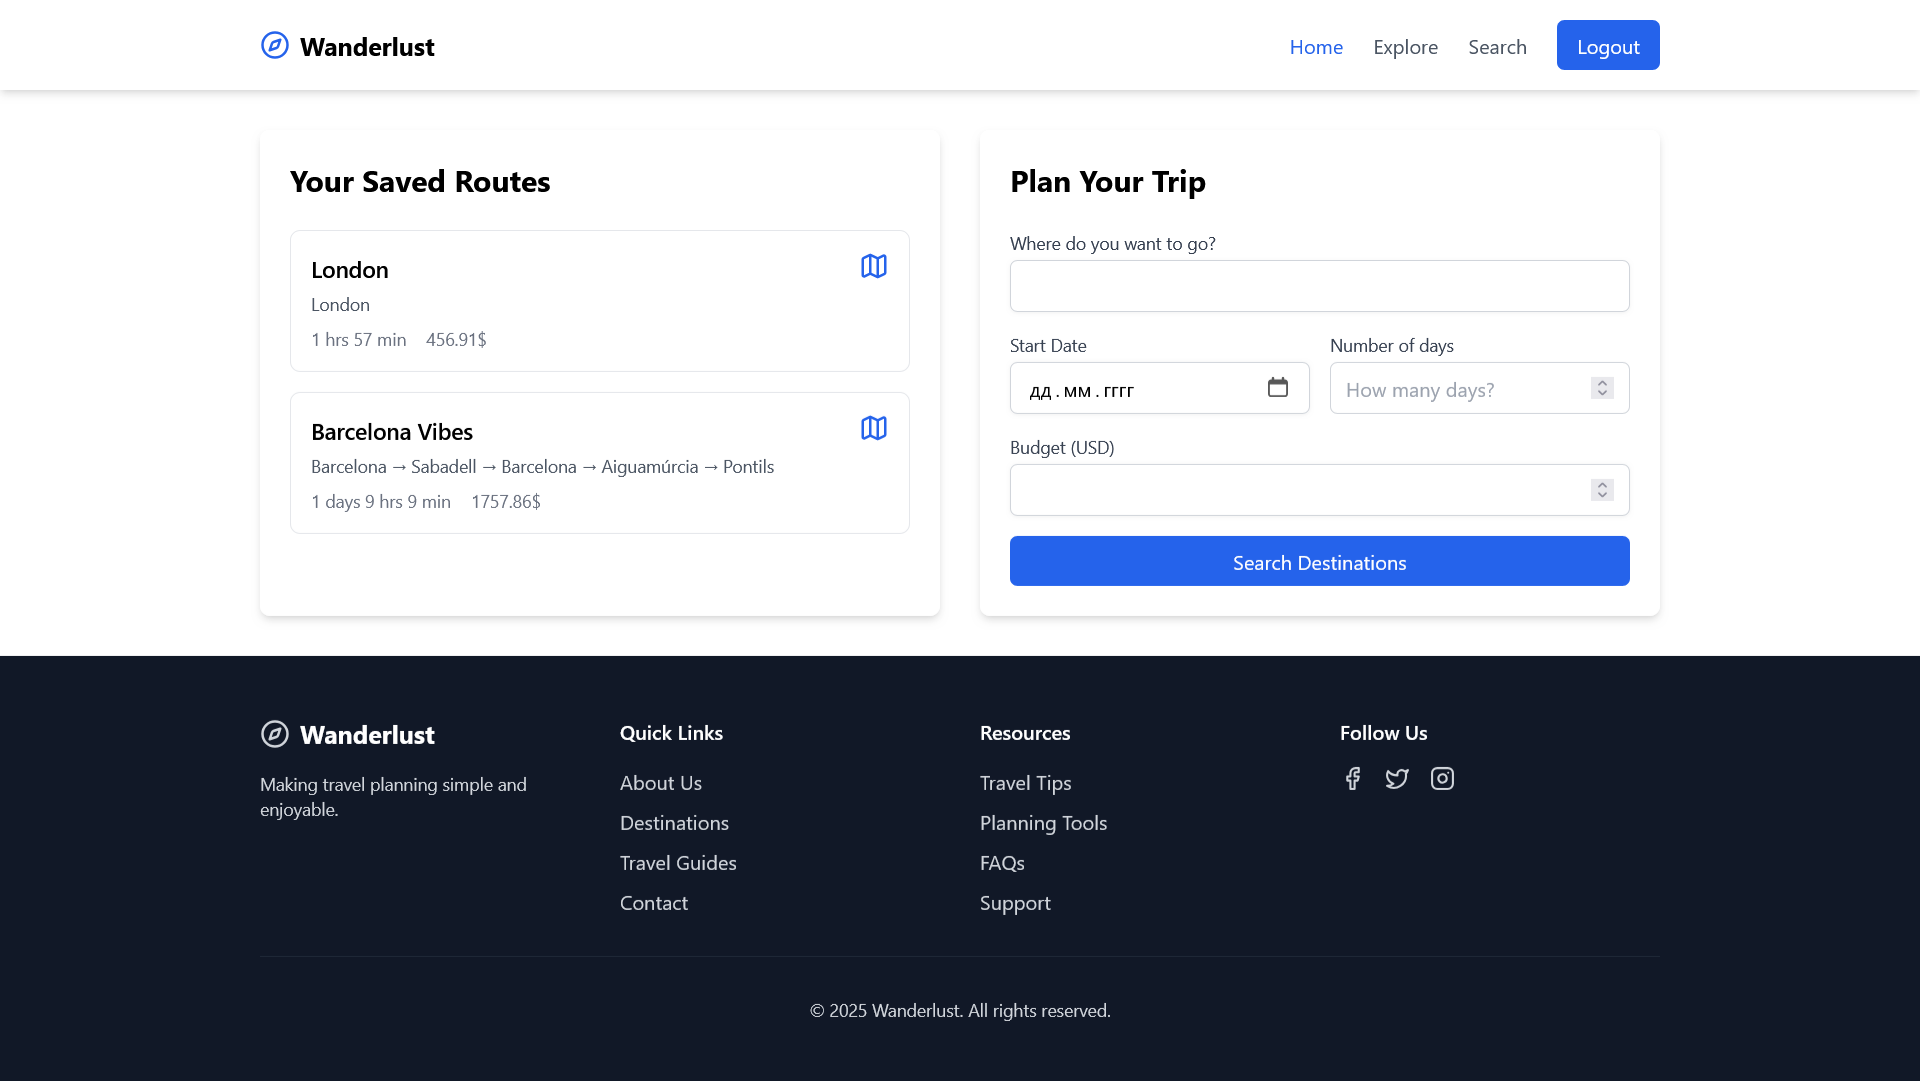 Wanderlust
Home Explore Search Logout
Your Saved Routes
London
London
1 hrs 57 min 456.91$
Barcelona Vibes
Barcelona → Sabadell → Barcelona → Aiguamúrcia → Pontils
1 days 9 hrs 9 min 1757.86$
Plan Your Trip
Where do you want to go?
Start Date
дд . мм . гггг
Number of days
How many days?
Budget (USD)
Search Destinations
Wanderlust
Making travel planning simple and
enjoyable.
Quick Links
About Us
Destinations
Travel Guides
Contact
Resources
Travel Tips
Planning Tools
FAQs
Support
Follow Us
© 2025 Wanderlust. All rights reserved.